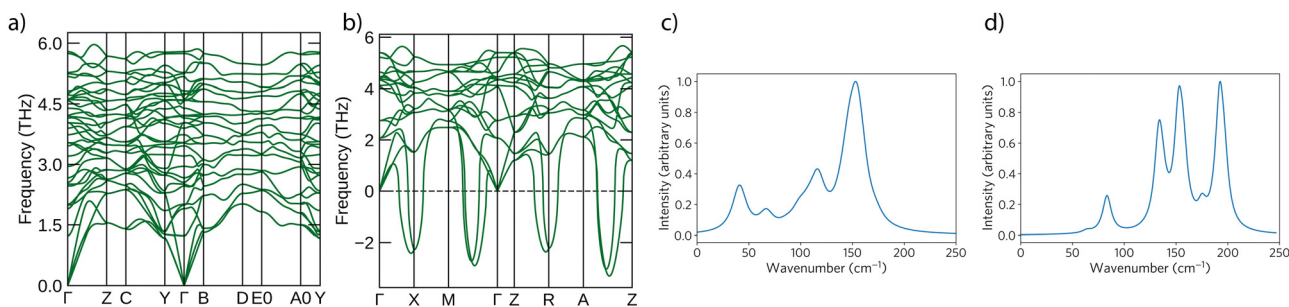 a)
6.0
4.5
3.0
1.5
0.0
Frequency (THz)
Γ Z C Y Γ B D E0 A0 Y
b)
6
4
2
0
−2
Frequency (THz)
Γ X M Γ Z R A Z
c)
1.0
0.8
0.6
0.4
0.2
0.0
Intensity (arbitrary units)
0 50 100 150 200 250
Wavenumber (cm⁻¹)
d)
1.0
0.8
0.6
0.4
0.2
0.0
Intensity (arbitrary units)
0 50 100 150 200 250
Wavenumber (cm⁻¹)